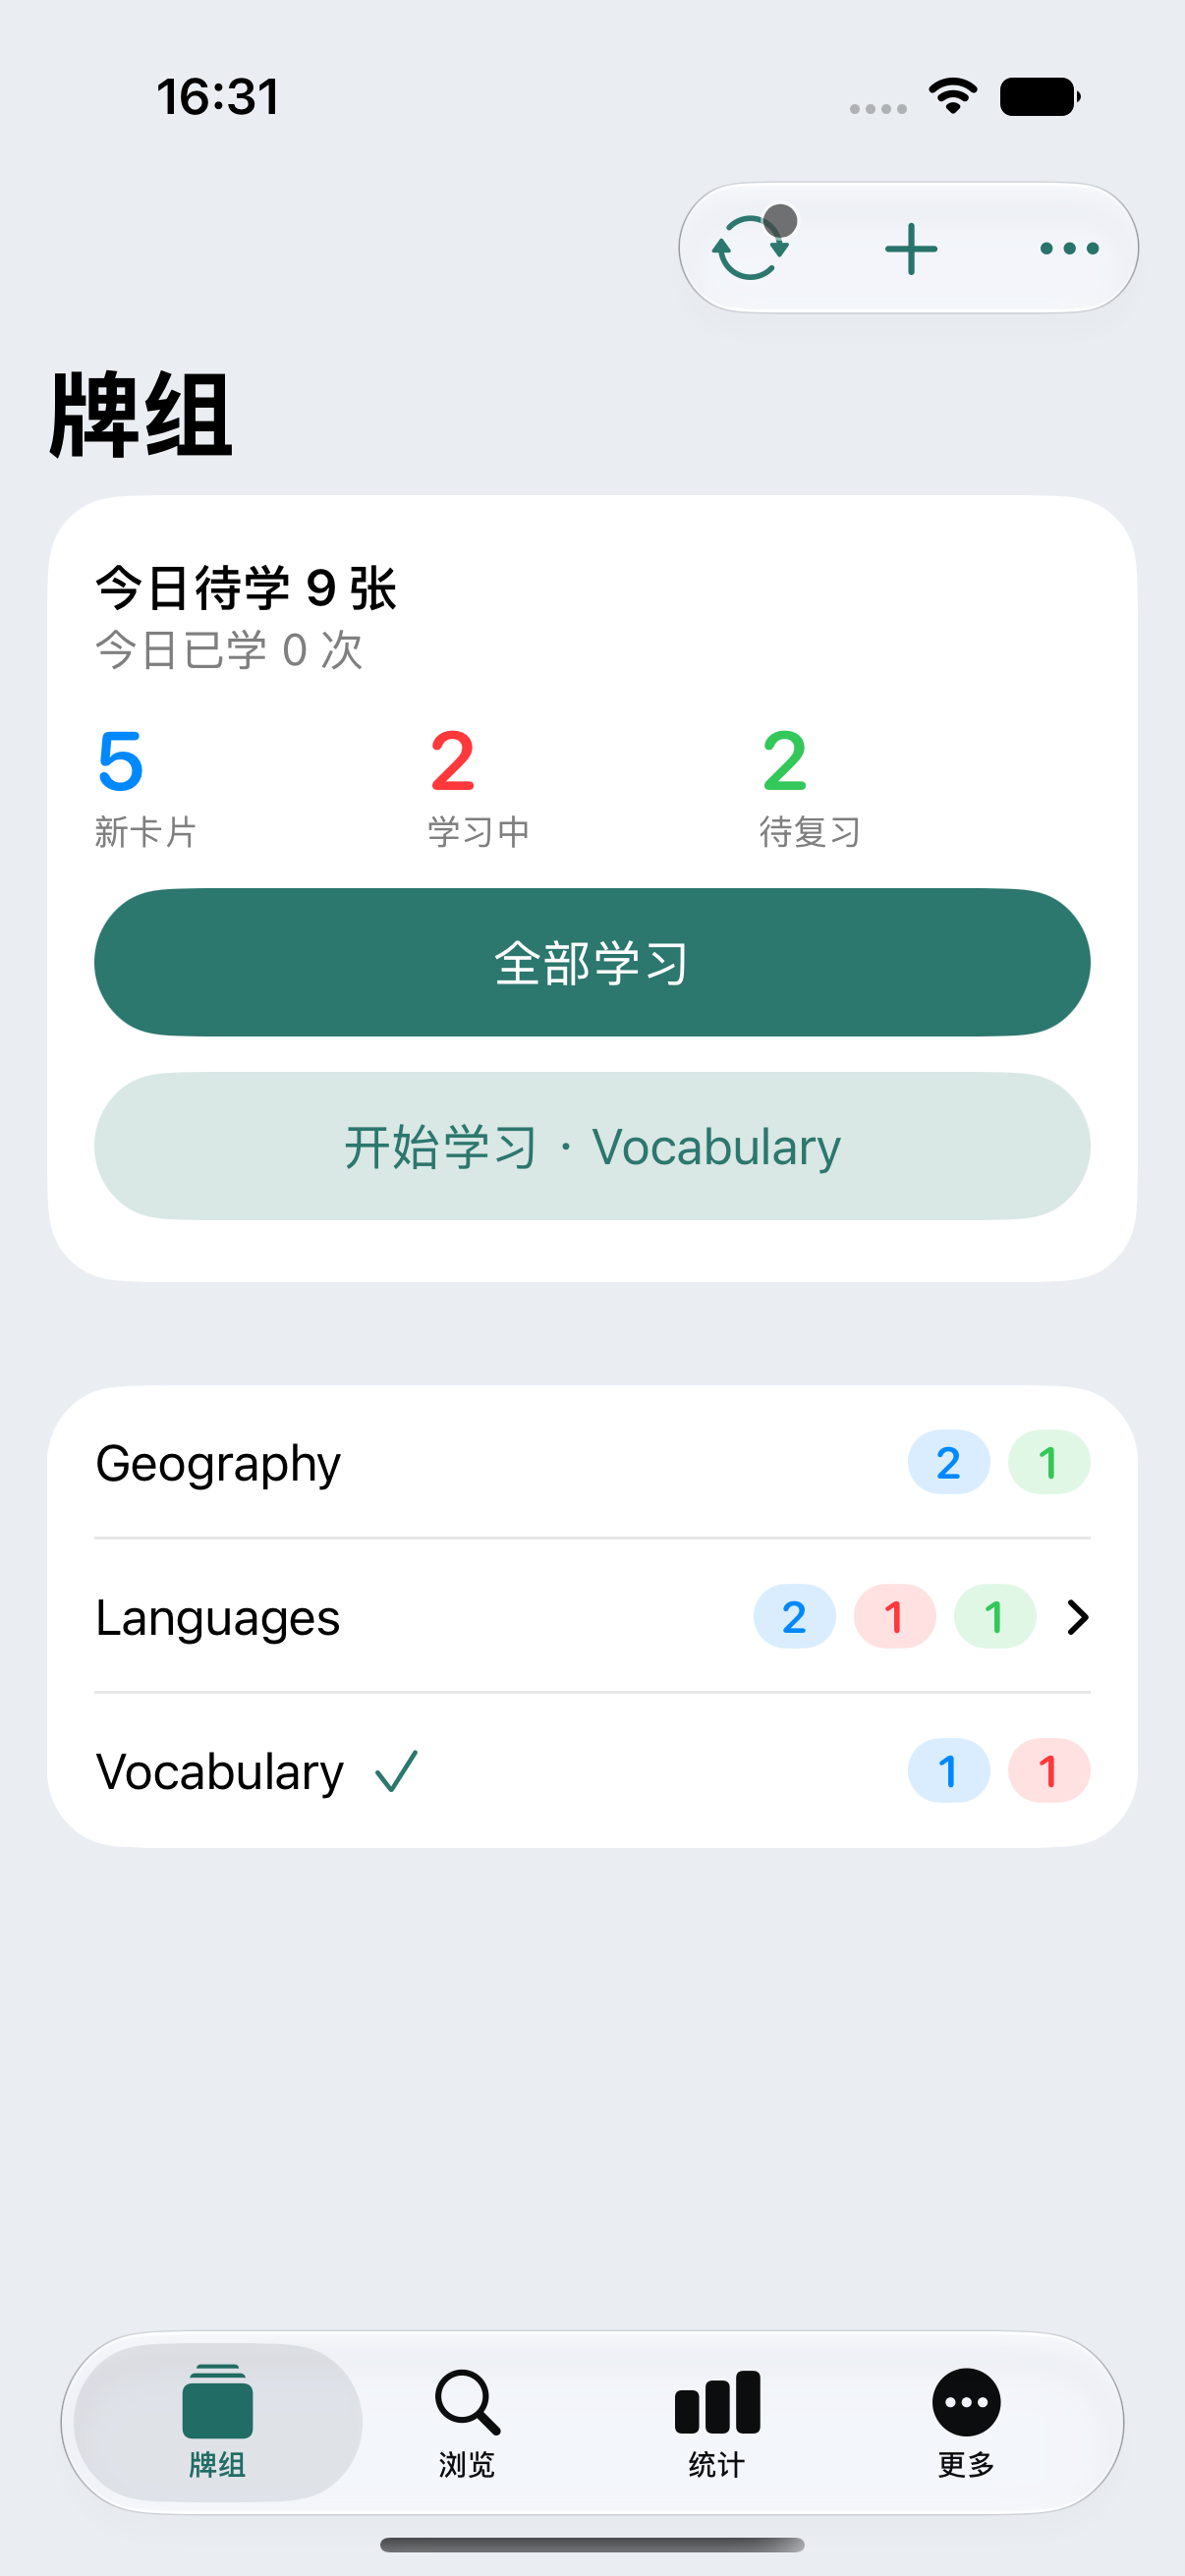 16:31
牌组
今日待学 9 张
今日已学 0 次
5 2 2
新卡片 学习中 待复习
全部学习
开始学习 · Vocabulary
Geography 2 1
Languages 2 1 1
Vocabulary 1 1
牌组 浏览 统计 更多